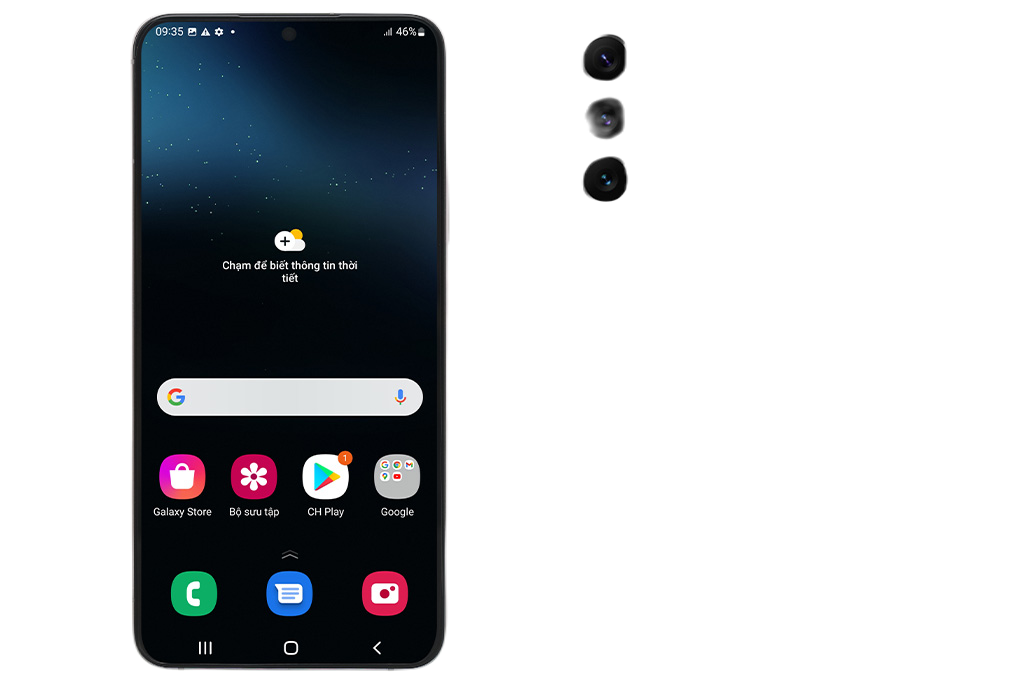 09:35
46%
Chạm để biết thông tin thời
tiết
1
Galaxy Store
Bộ sưu tập
CH Play
Google